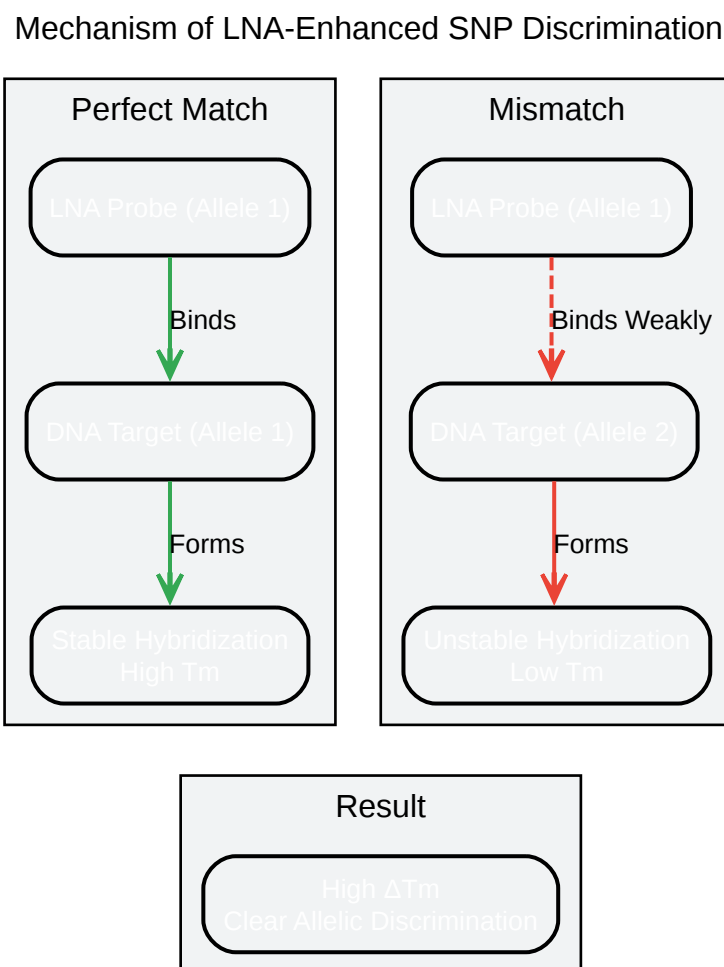 Mechanism of LNA-Enhanced SNP Discrimination
Perfect Match
LNA Probe (Allele 1)
Binds
DNA Target (Allele 1)
Forms
Stable Hybridization
High Tm
Mismatch
LNA Probe (Allele 1)
Binds Weakly
DNA Target (Allele 2)
Forms
Unstable Hybridization
Low Tm
Result
High ΔTm
Clear Allelic Discrimination